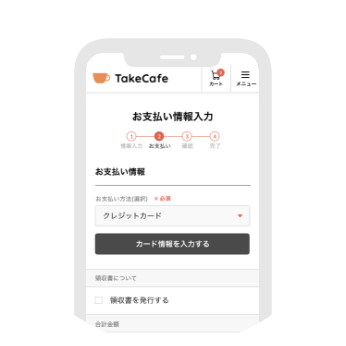 TakeCafe
カート
メニュー
お支払い情報入力
1 2 3 4
情報入力 お支払い 確認 完了
お支払い情報
お支払い方法(選択) ※必須
クレジットカード
カード情報を入力する
領収書について
領収書を発行する
合計金額